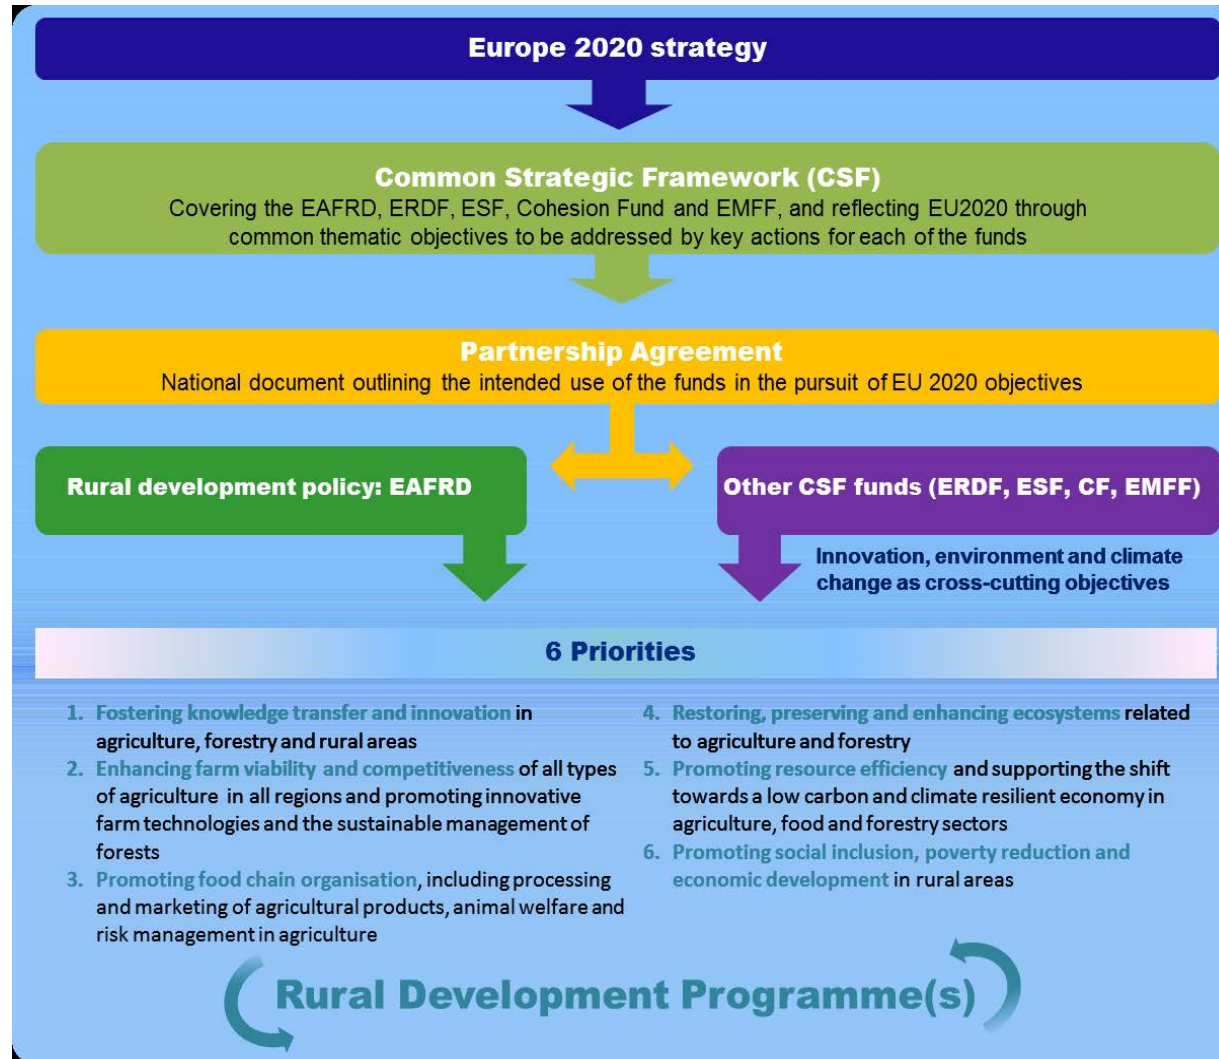 Europe 2020 strategy
Common Strategic Framework (CSF)
Covering the EAFRD, ERDF, ESF, Cohesion Fund and EMFF, and reflecting EU2020 through
common thematic objectives to be addressed by key actions for each of the funds
Partnership Agreement
National document outlining the intended use of the funds in the pursuit of EU 2020 objectives
Rural development policy: EAFRD
Other CSF funds (ERDF, ESF, CF, EMFF)
Innovation, environment and climate
change as cross-cutting objectives
6 Priorities
1. Fostering knowledge transfer and innovation in
agriculture, forestry and rural areas
2. Enhancing farm viability and competitiveness of all types
of agriculture in all regions and promoting innovative
farm technologies and the sustainable management of
forests
3. Promoting food chain organisation, including processing
and marketing of agricultural products, animal welfare and
risk management in agriculture
4. Restoring, preserving and enhancing ecosystems related
to agriculture and forestry
5. Promoting resource efficiency and supporting the shift
towards a low carbon and climate resilient economy in
agriculture, food and forestry sectors
6. Promoting social inclusion, poverty reduction and
economic development in rural areas
Rural Development Programme(s)